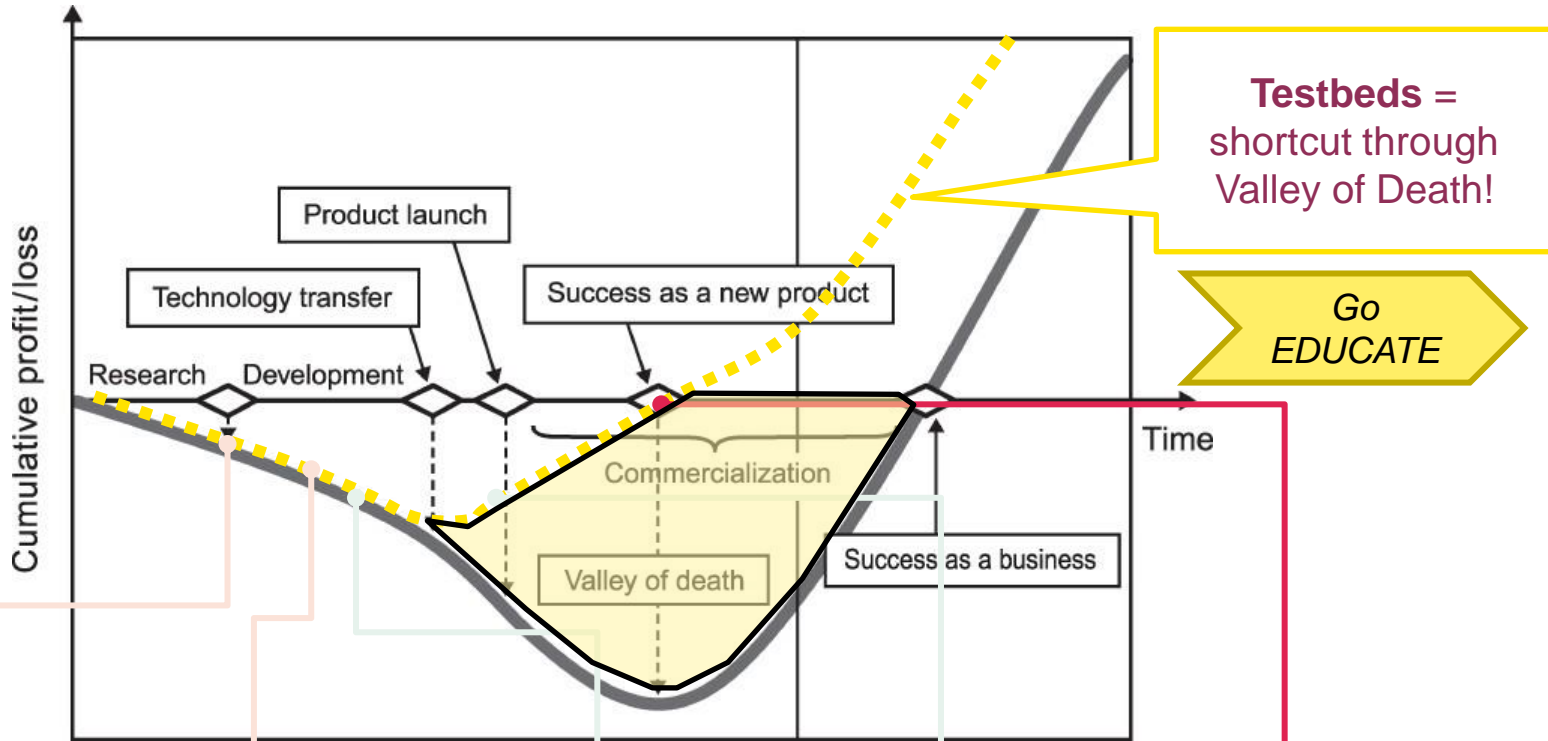 Testbeds =
shortcut through
Valley of Death!
Go
EDUCATE
Product launch
Technology transfer
Success as a new product
Research
Development
Cumulative profit/loss
Time
Commercialization
Valley of death
Success as a business